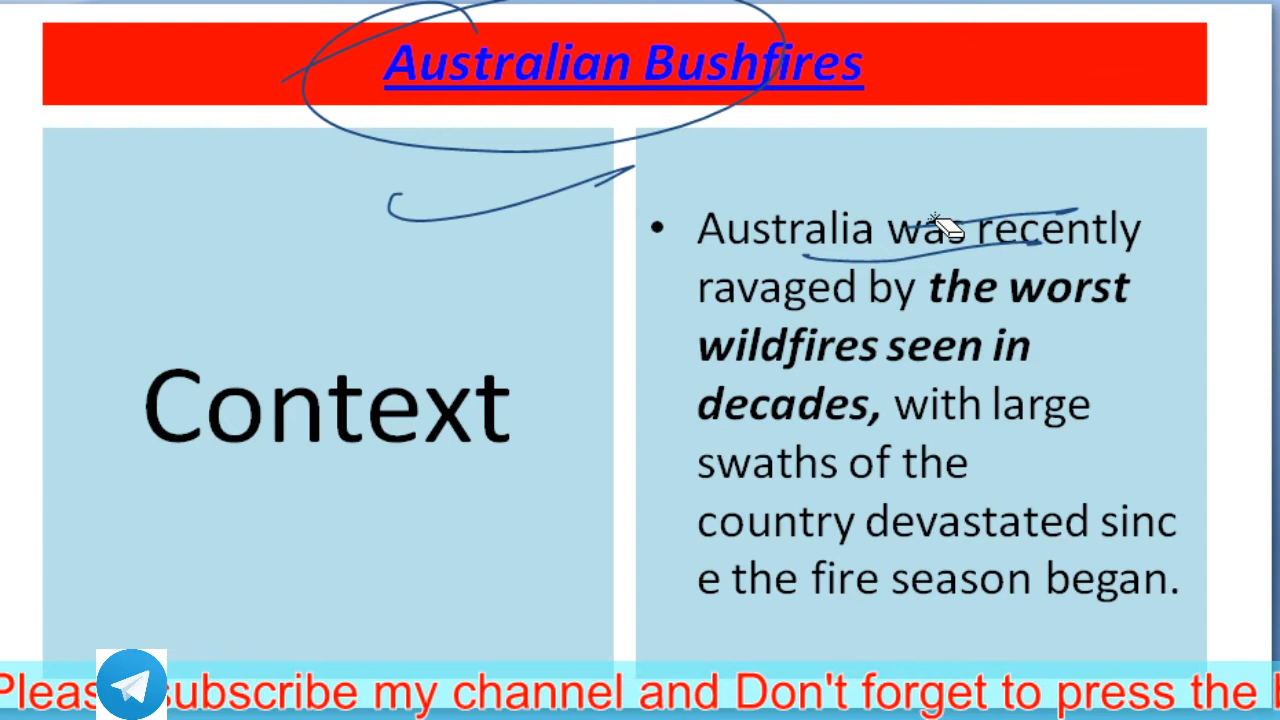 Australian Bushfires
Context
• Australia was recently
ravaged by the worst
wildfires seen in
decades, with large
swaths of the
country devastated sinc
e the fire season began.
subscribe my channel and Don't forget to press the